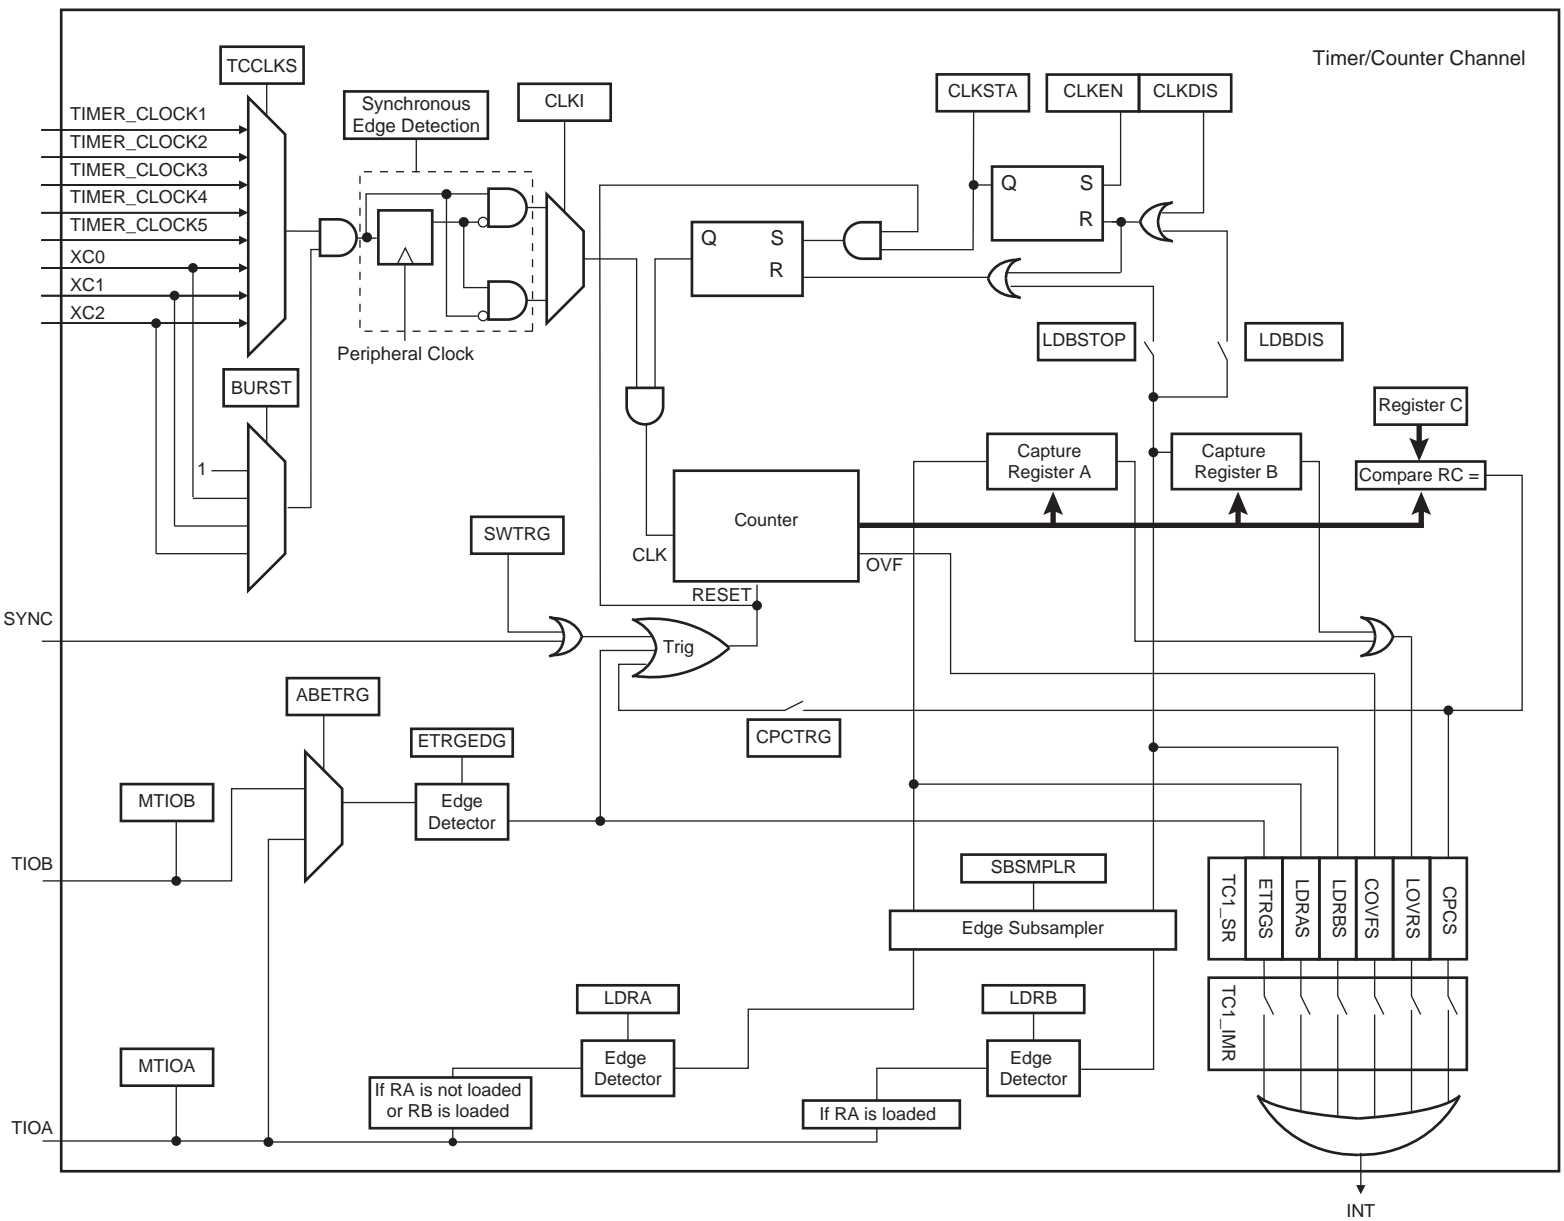 Timer/Counter Channel
TCCLKS
TIMER_CLOCK1
TIMER_CLOCK2
TIMER_CLOCK3
TIMER_CLOCK4
TIMER_CLOCK5
XC0
XC1
XC2
Synchronous
Edge Detection
CLKI
Peripheral Clock
CLKSTA
CLKEN
CLKDIS
Q
S
R
Q
S
R
LDBSTOP
LDBDIS
BURST
1
Register C
Capture
Register A
Capture
Register B
Compare RC =
Counter
CLK
OVF
RESET
SWTRG
SYNC
Trig
CPCTRG
ABETRG
ETRGEDG
MTIOB
Edge
Detector
TIOB
SBSMPLR
Edge Subsampler
TC1_SR
ETRGS
LDRAS
LDRBS
COVFS
LOVRS
CPCS
TC1_IMR
LDRA
LDRB
MTIOA
Edge
Detector
Edge
Detector
If RA is not loaded
or RB is loaded
If RA is loaded
TIOA
INT